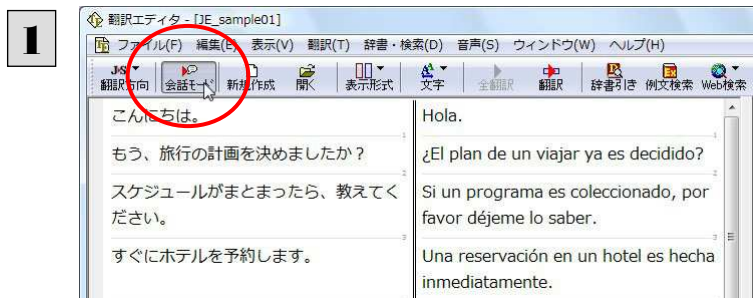 1
翻訳エディタ - [JE_sample01]
ファイル(F) 編集(E) 表示(V) 翻訳(T) 辞書・検索(D) 音声(S) ウィンドウ(W) ヘルプ(H)
J-S
翻訳方向 会話モード 新規作成 開く 表示形式 文字 全翻訳 翻訳 辞書引き 例文検索 Web検索
こんにちは。 Hola.
1
もう、旅行の計画を決めましたか? ¿El plan de un viajar ya es decidido?
2
スケジュールがまとまったら、教えてく Si un programa es coleccionado, por
ださい。 favor déjeme lo saber.
3
すぐにホテルを予約します。 Una reservación en un hotel es hecha
inmediatamente.